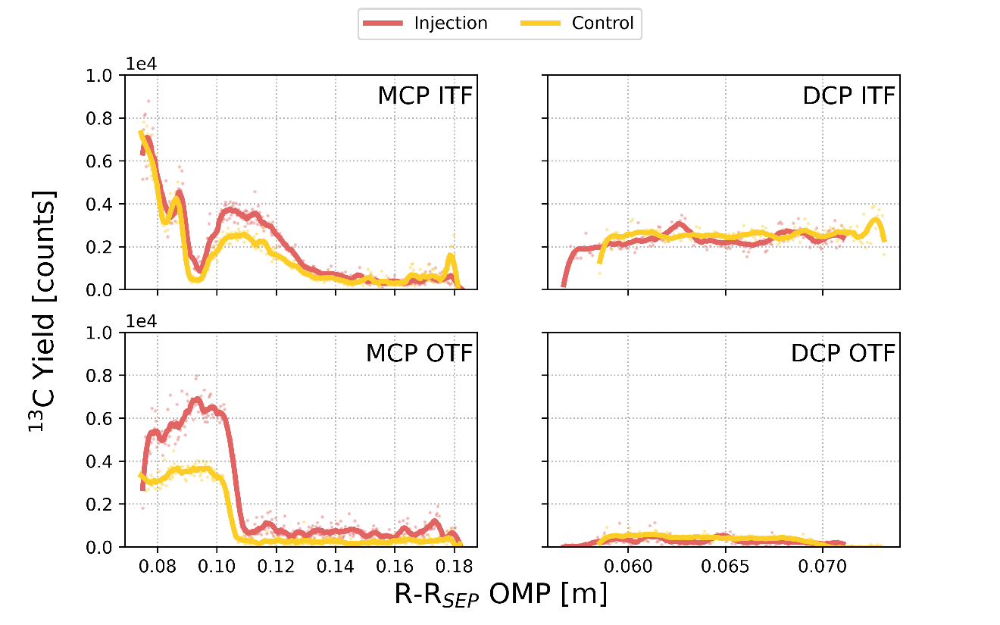 Injection Control
1e4
MCP ITF
DCP ITF
1.0
0.8
0.6
0.4
0.2
0.0
1e4
MCP OTF
DCP OTF
1.0
0.8
0.6
0.4
0.2
0.0
0.08 0.10 0.12 0.14 0.16 0.18
0.060 0.065 0.070
¹³C Yield [counts]
R-R_SEP OMP [m]